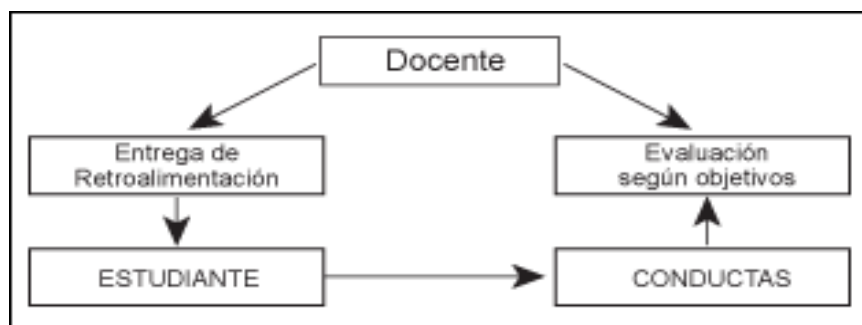 Docente
Entrega de
Retroalimentación
Evaluación
según objetivos
ESTUDIANTE
CONDUCTAS